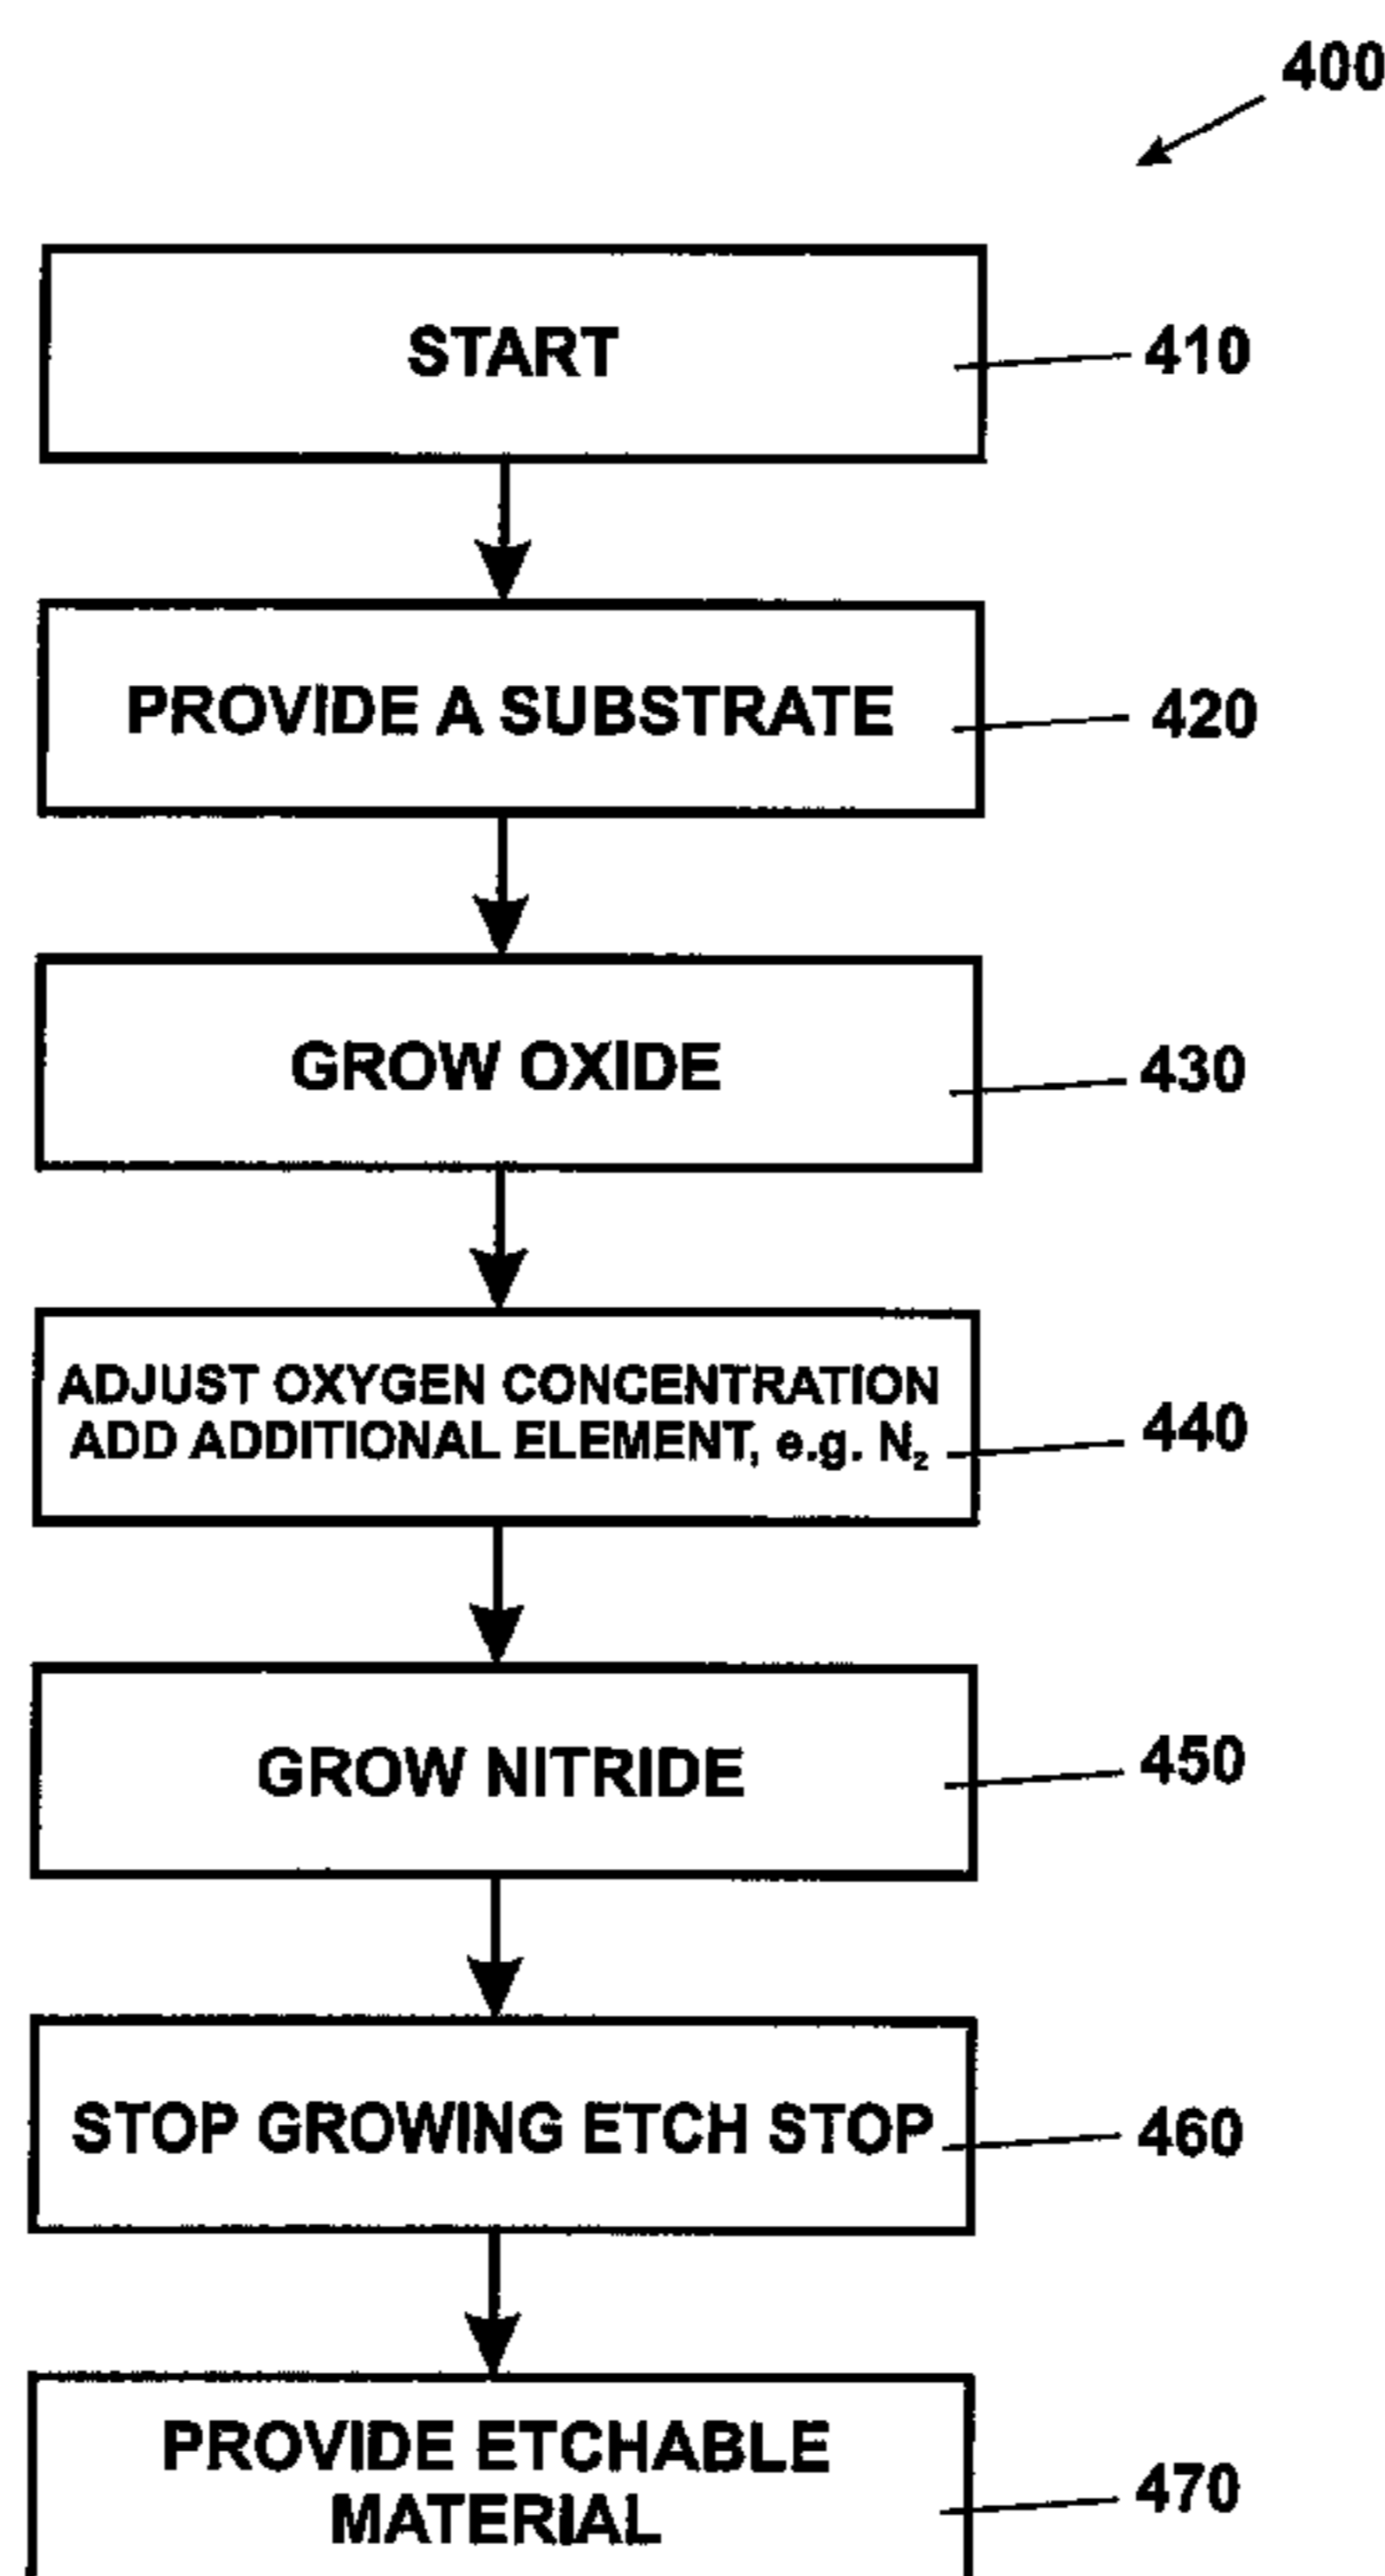 400
START
410
PROVIDE A SUBSTRATE
420
GROW OXIDE
430
ADJUST OXYGEN CONCENTRATION
ADD ADDITIONAL ELEMENT, e.g. N₂
440
GROW NITRIDE
450
STOP GROWING ETCH STOP
460
PROVIDE ETCHABLE
MATERIAL
470